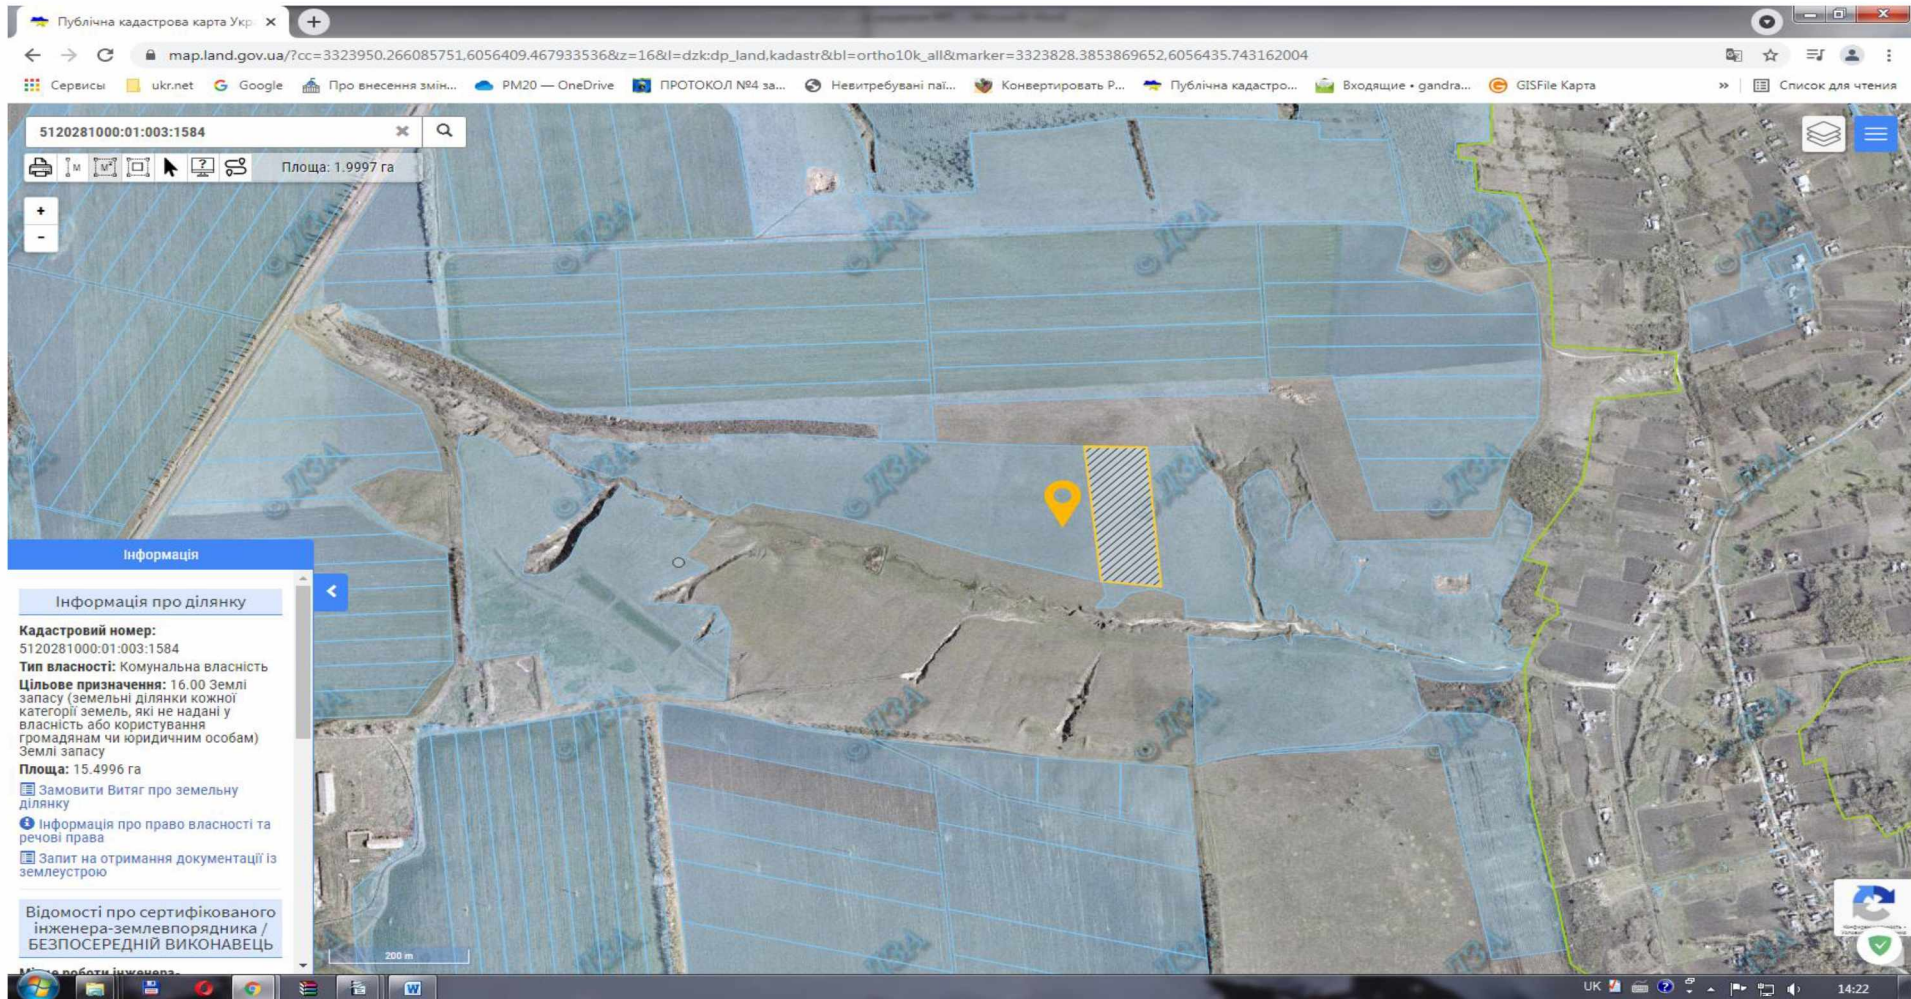 Публічна кадастрова карта Укр
map.land.gov.ua/?cc=3323950.266085751,6056409.467933536&z=16&l=dzk:dp_land,kadastr&bl=ortho10k_all&marker=3323828.3853869652,6056435.743162004
Сервисы ukr.net Google Про внесення змін... PM20 — OneDrive ПРОТОКОЛ №4 за... Невитребувані паї... Конвертировать P... Публічна кадастро... Входящие • gandra... GISFile Карта » Список для чтения
5120281000:01:003:1584
M M² Площа: 1.9997 га
+
-
© ДЗА
Інформація
Інформація про ділянку
Кадастровий номер:
5120281000:01:003:1584
Тип власності: Комунальна власність
Цільове призначення: 16.00 Землі
запасу (земельні ділянки кожної
категорії земель, які не надані у
власність або користування
громадянам чи юридичним особам)
Землі запасу
Площа: 15.4996 га
Замовити Витяг про земельну
ділянку
Інформація про право власності та
речові права
Запит на отримання документації із
землеустрою
Відомості про сертифікованого
інженера-землевпорядника /
БЕЗПОСЕРЕДНІЙ ВИКОНАВЕЦЬ
роботи інженера-
200 m
UK 14:22